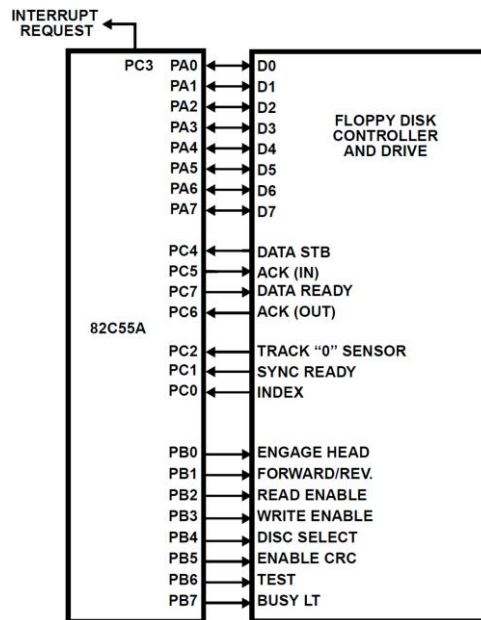 INTERRUPT
REQUEST
PC3 PA0 D0
PA1 D1
PA2 D2
PA3 D3
PA4 D4
PA5 D5
PA6 D6
PA7 D7
FLOPPY DISK
CONTROLLER
AND DRIVE
PC4 DATA STB
PC5 ACK (IN)
PC7 DATA READY
PC6 ACK (OUT)
82C55A
PC2 TRACK “0” SENSOR
PC1 SYNC READY
PC0 INDEX
PB0 ENGAGE HEAD
PB1 FORWARD/REV.
PB2 READ ENABLE
PB3 WRITE ENABLE
PB4 DISC SELECT
PB5 ENABLE CRC
PB6 TEST
PB7 BUSY LT